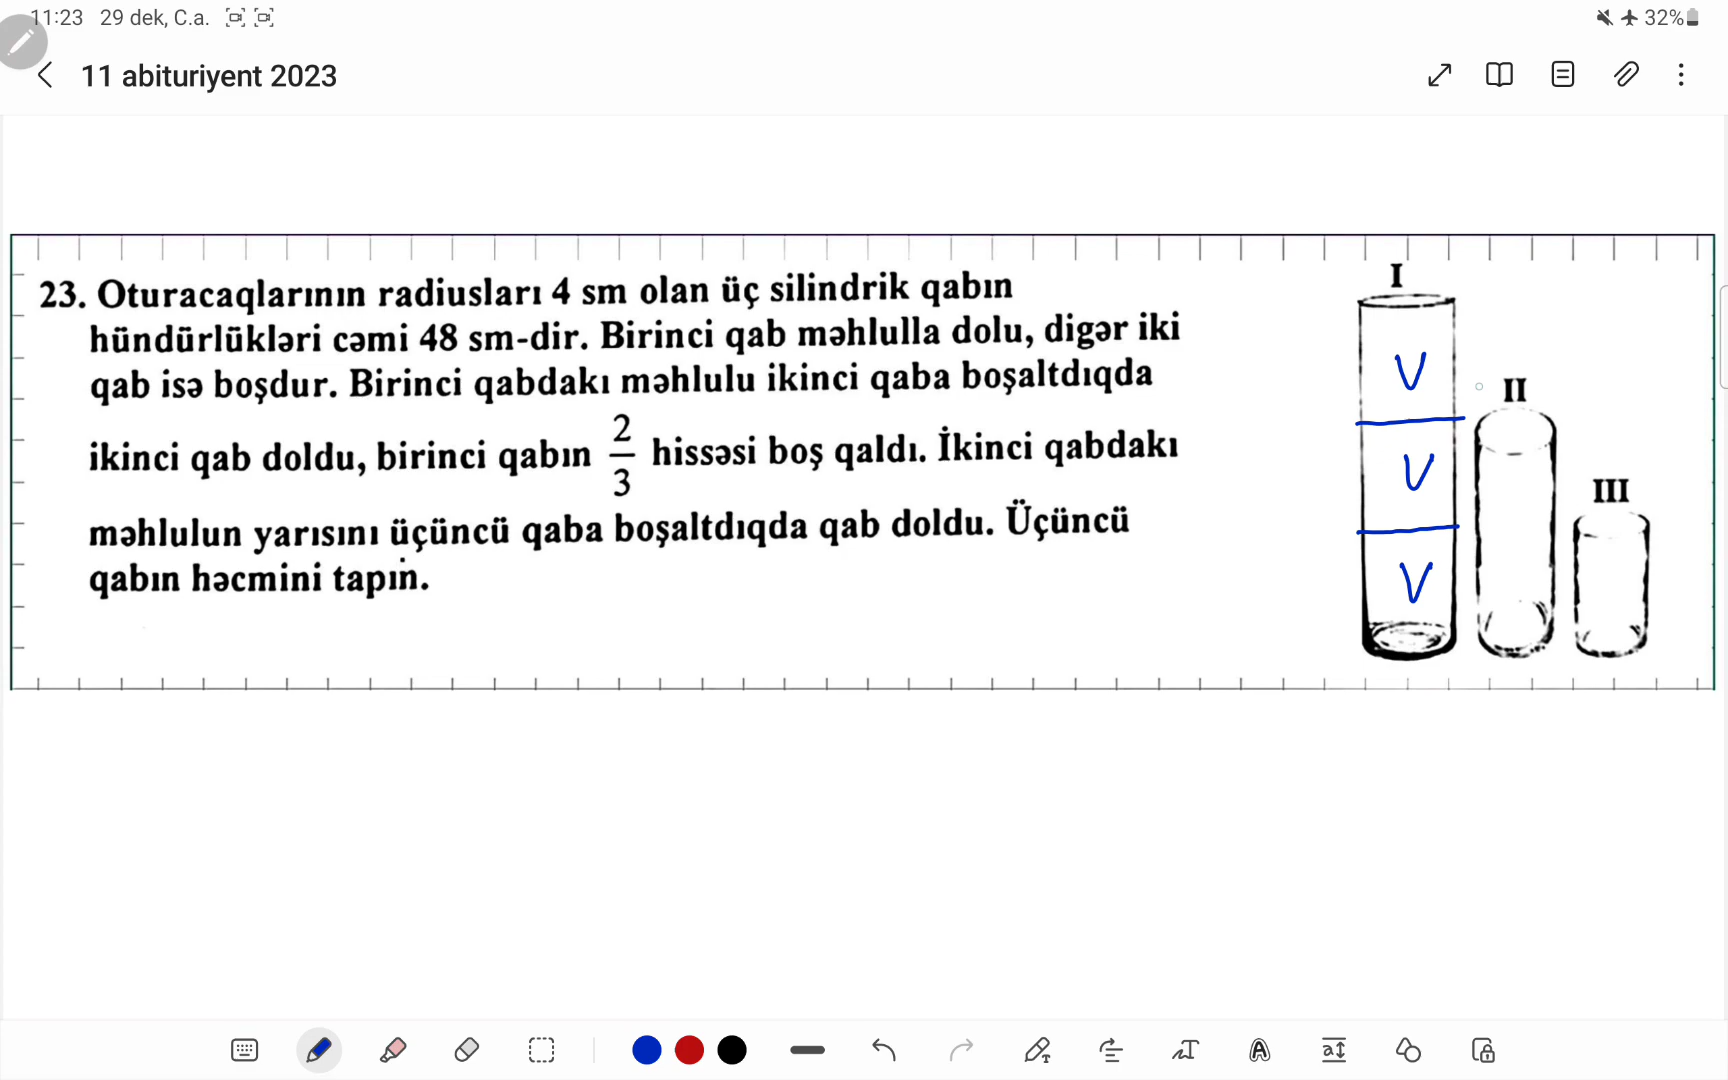 11:23 29 dek, C.a. 32%
11 abituriyent 2023
23. Oturacaqlarının radiusları 4 sm olan üç silindrik qabın
hündürlükləri cəmi 48 sm-dir. Birinci qab məhlulla dolu, digər iki
qab isə boşdur. Birinci qabdakı məhlulu ikinci qaba boşaltdıqda
ikinci qab doldu, birinci qabın 2/3 hissəsi boş qaldı. İkinci qabdakı
məhlulun yarısını üçüncü qaba boşaltdıqda qab doldu. Üçüncü
qabın həcmini tapın.
I
II
III
V
V
V